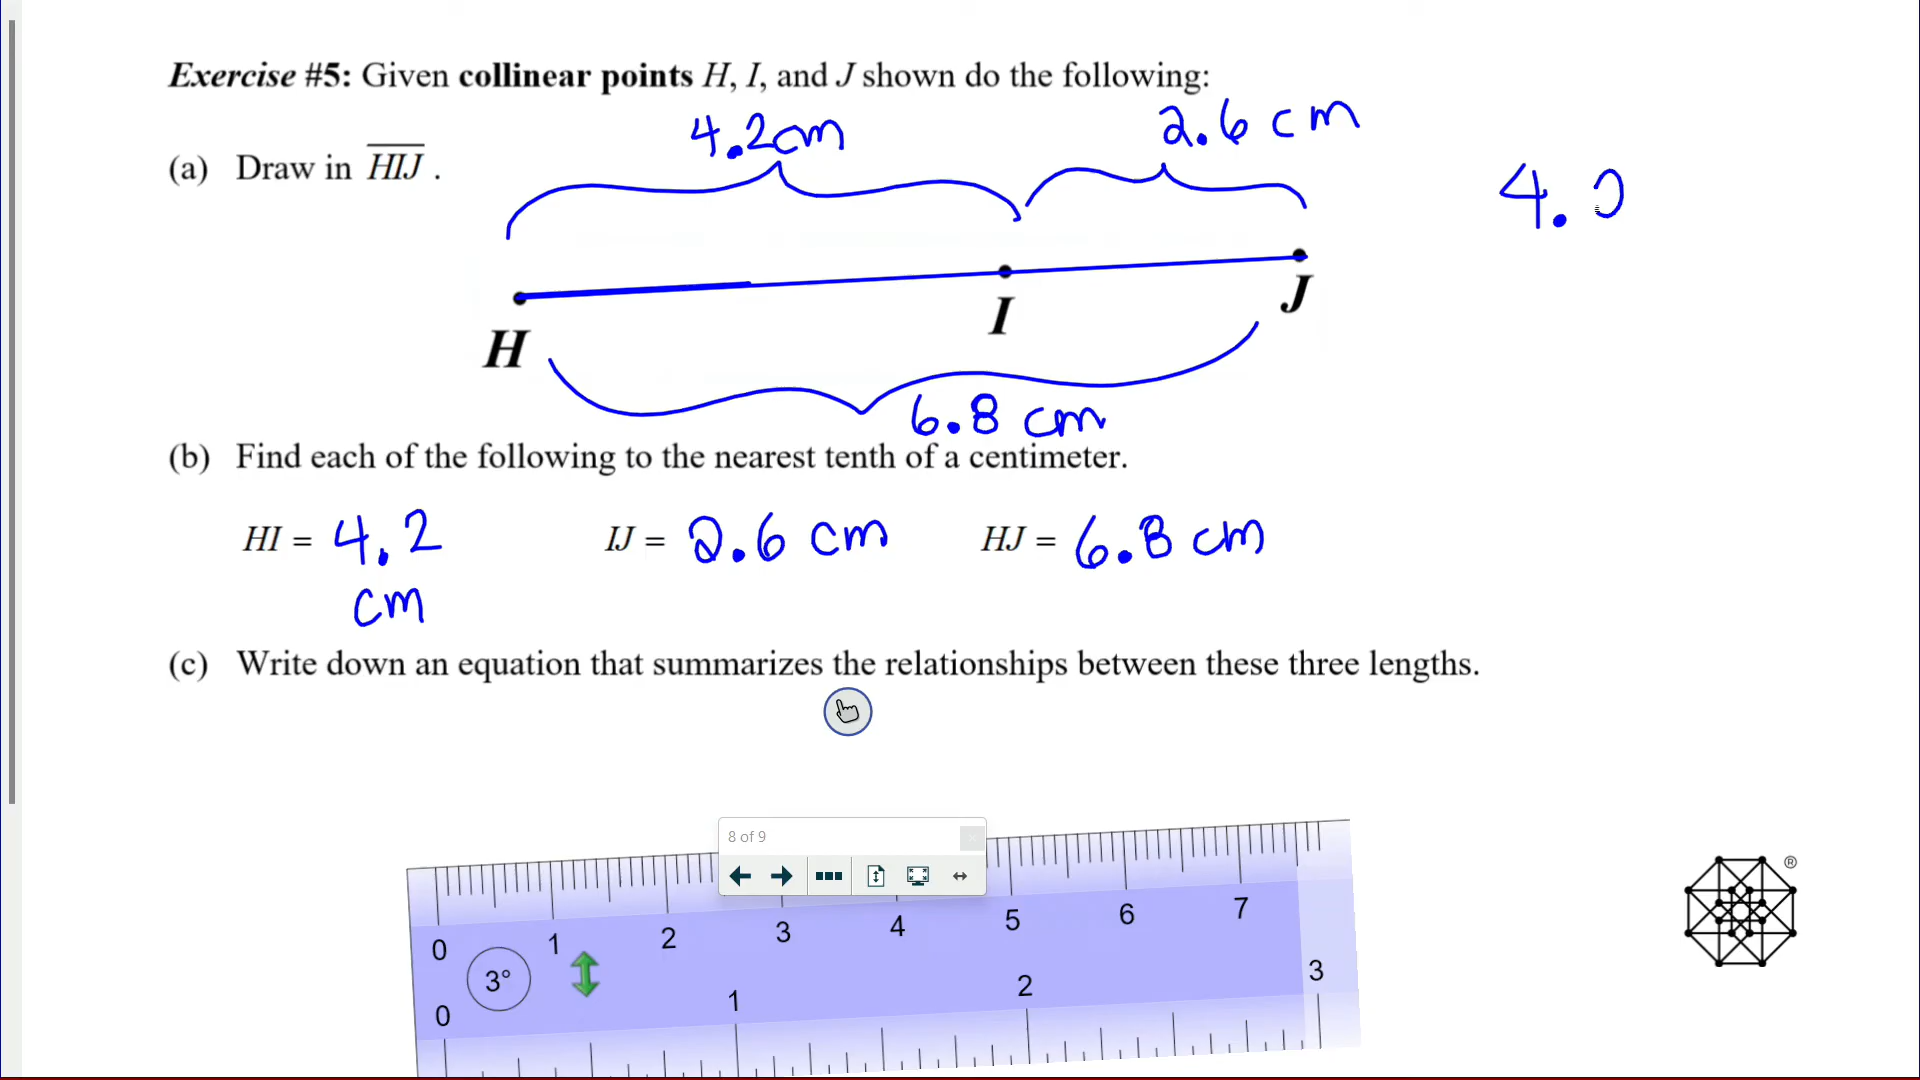 Exercise #5: Given collinear points H, I, and J shown do the following:
4.2cm
2.6 cm
(a) Draw in HIJ .
4.
H
I
J
6.8 cm
(b) Find each of the following to the nearest tenth of a centimeter.
HI = 4.2 cm
IJ = 2.6 cm
HJ = 6.8 cm
(c) Write down an equation that summarizes the relationships between these three lengths.
8 of 9
0 1 2 3 4 5 6 7
3°
0 1 2 3
®